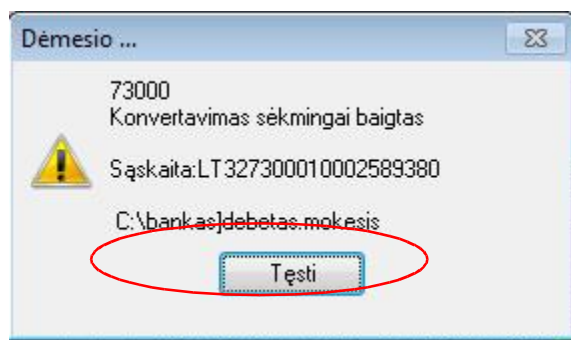 Dėmesio ...
73000
Konvertavimas sėkmingai baigtas
Sąskaita:LT327300010002589380
C:\bankas]debetas.mokesis
Tęsti